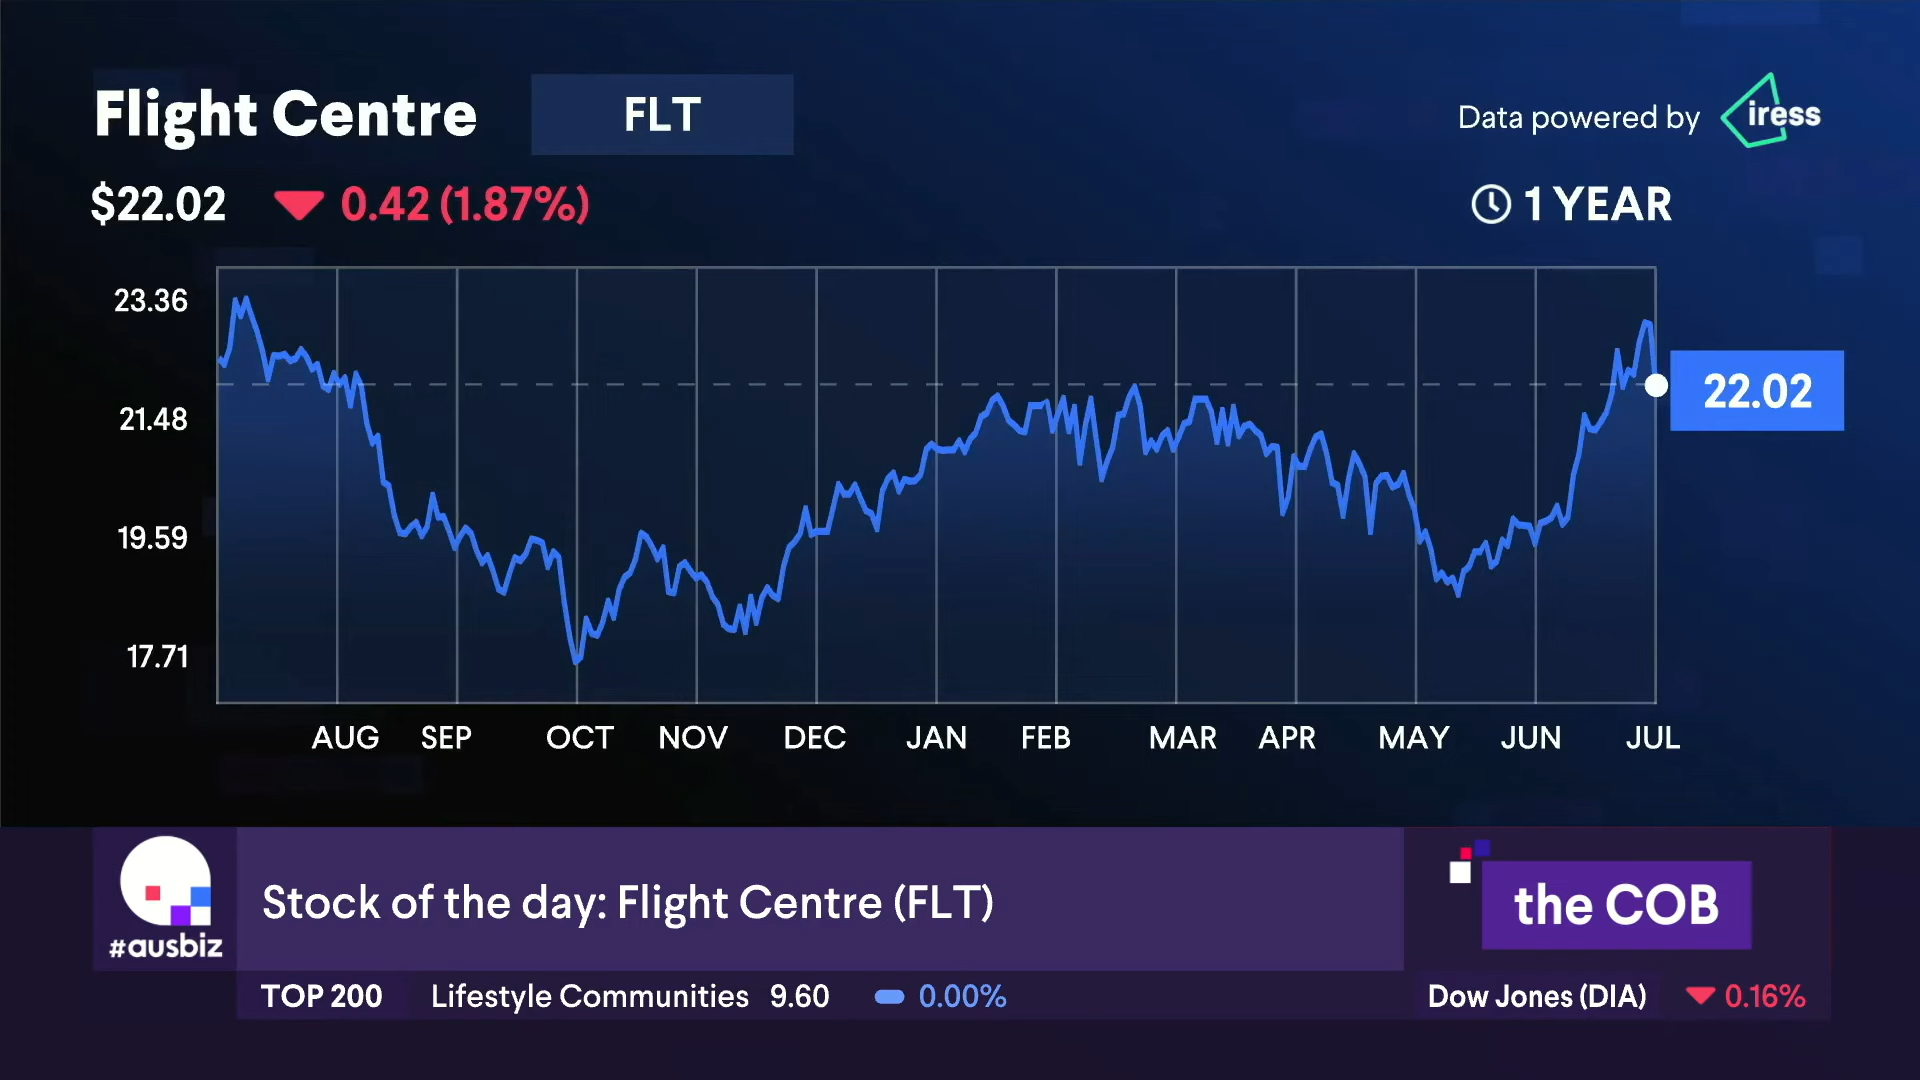 Flight Centre FLT
Data powered by iress
$22.02 0.42 (1.87%)
1 YEAR
23.36
21.48
19.59
17.71
22.02
AUG SEP OCT NOV DEC JAN FEB MAR APR MAY JUN JUL
#ausbiz
Stock of the day: Flight Centre (FLT)
the COB
TOP 200 Lifestyle Communities 9.60 0.00%
Dow Jones (DIA) 0.16%